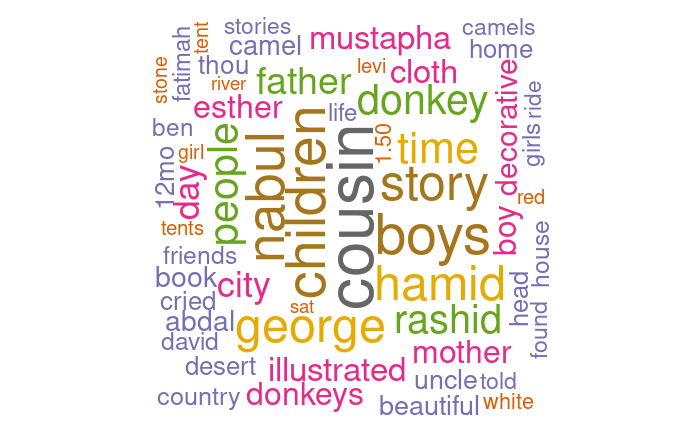 stories
camels
tent
mustapha
camel
home
fatimah
thou
levi
cloth
stone
river
father
donkey
esther
life
decorative
ride
ben
people
nabul
children
cousin
1.50
time
girls
girl
12mo
day
story
red
tents
boys
boy
friends
house
book
city
hamid
head
cried
sat
found
abdal
george
rashid
david
mother
desert
illustrated
uncle
told
country
donkeys
beautiful
white